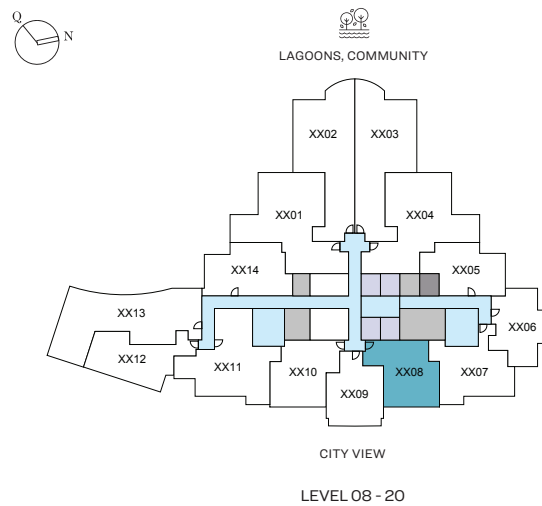 Q
N
LAGOONS, COMMUNITY
XX02 XX03
XX01 XX04
XX14 XX05
XX13 XX06
XX12 XX11 XX10 XX08 XX07
XX09
CITY VIEW
LEVEL 08 - 20